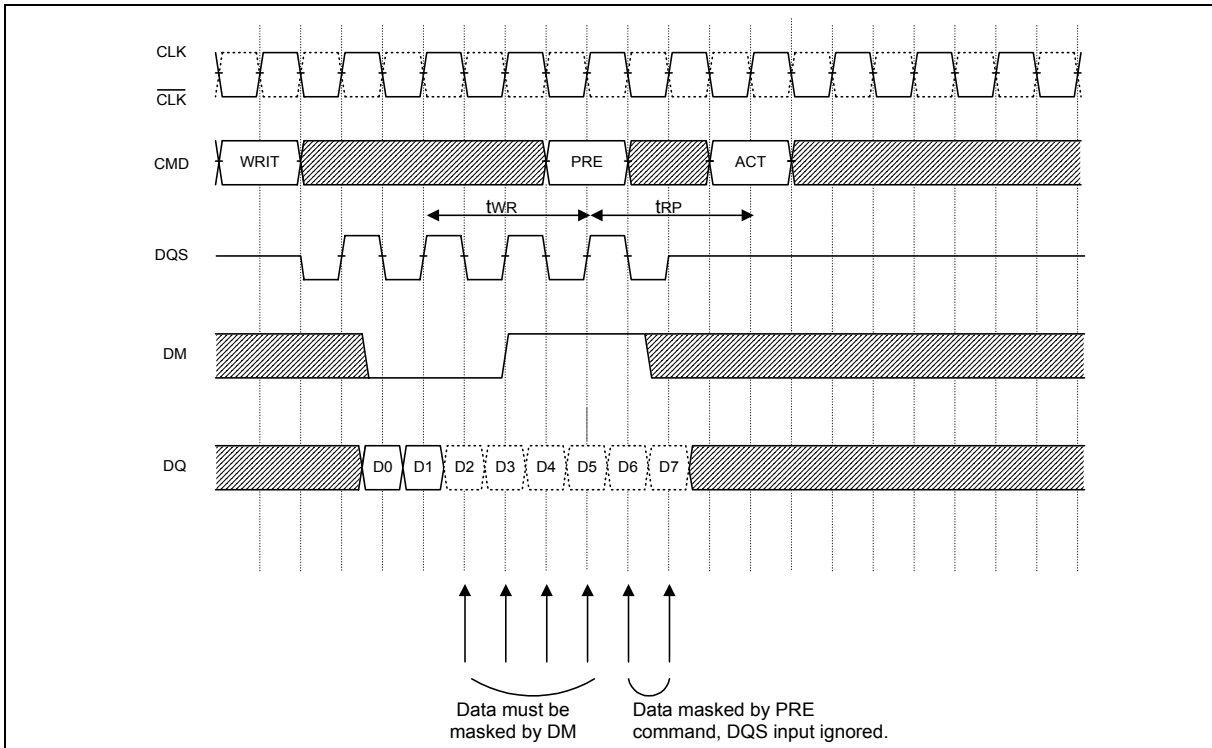 CLK
CLK
CMD
WRIT
PRE
ACT
tWR
tRP
DQS
DM
DQ
D0
D1
D2
D3
D4
D5
D6
D7
Data must be
masked by DM
Data masked by PRE
command, DQS input ignored.